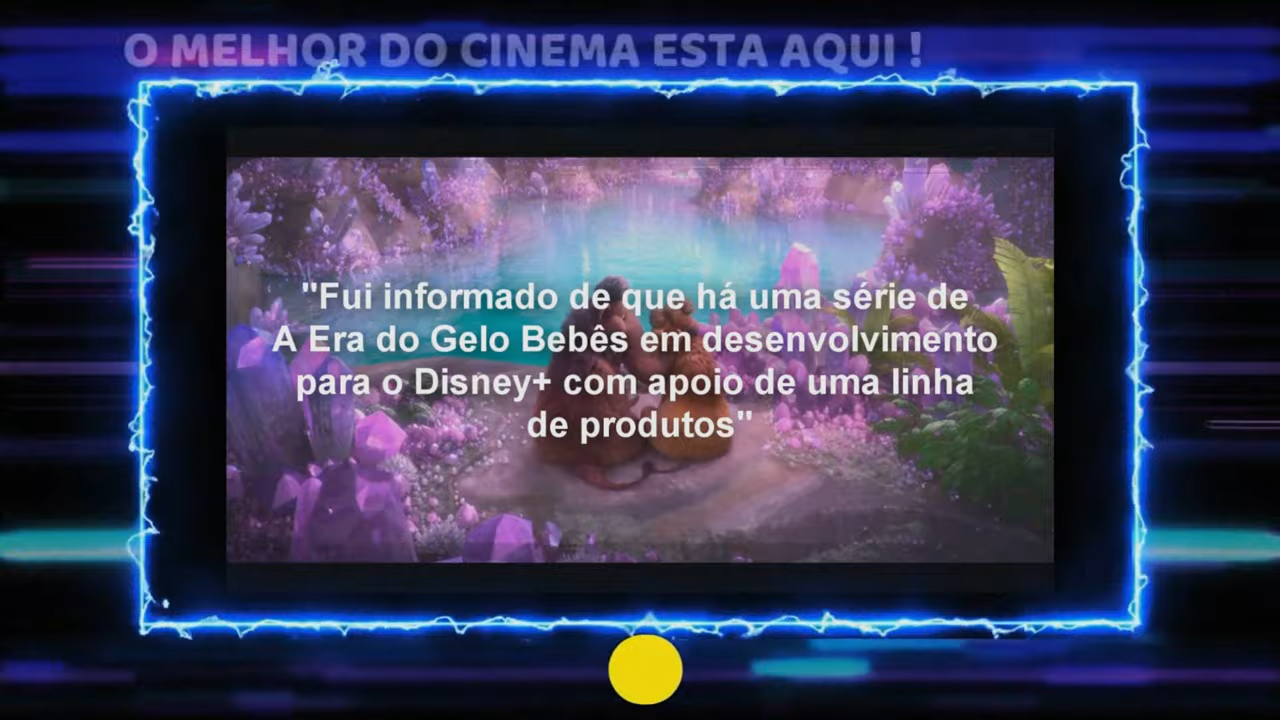 O MELHOR DO CINEMA ESTA AQUI !
"Fui informado de que há uma série de
A Era do Gelo Bebês em desenvolvimento
para o Disney+ com apoio de uma linha
de produtos"